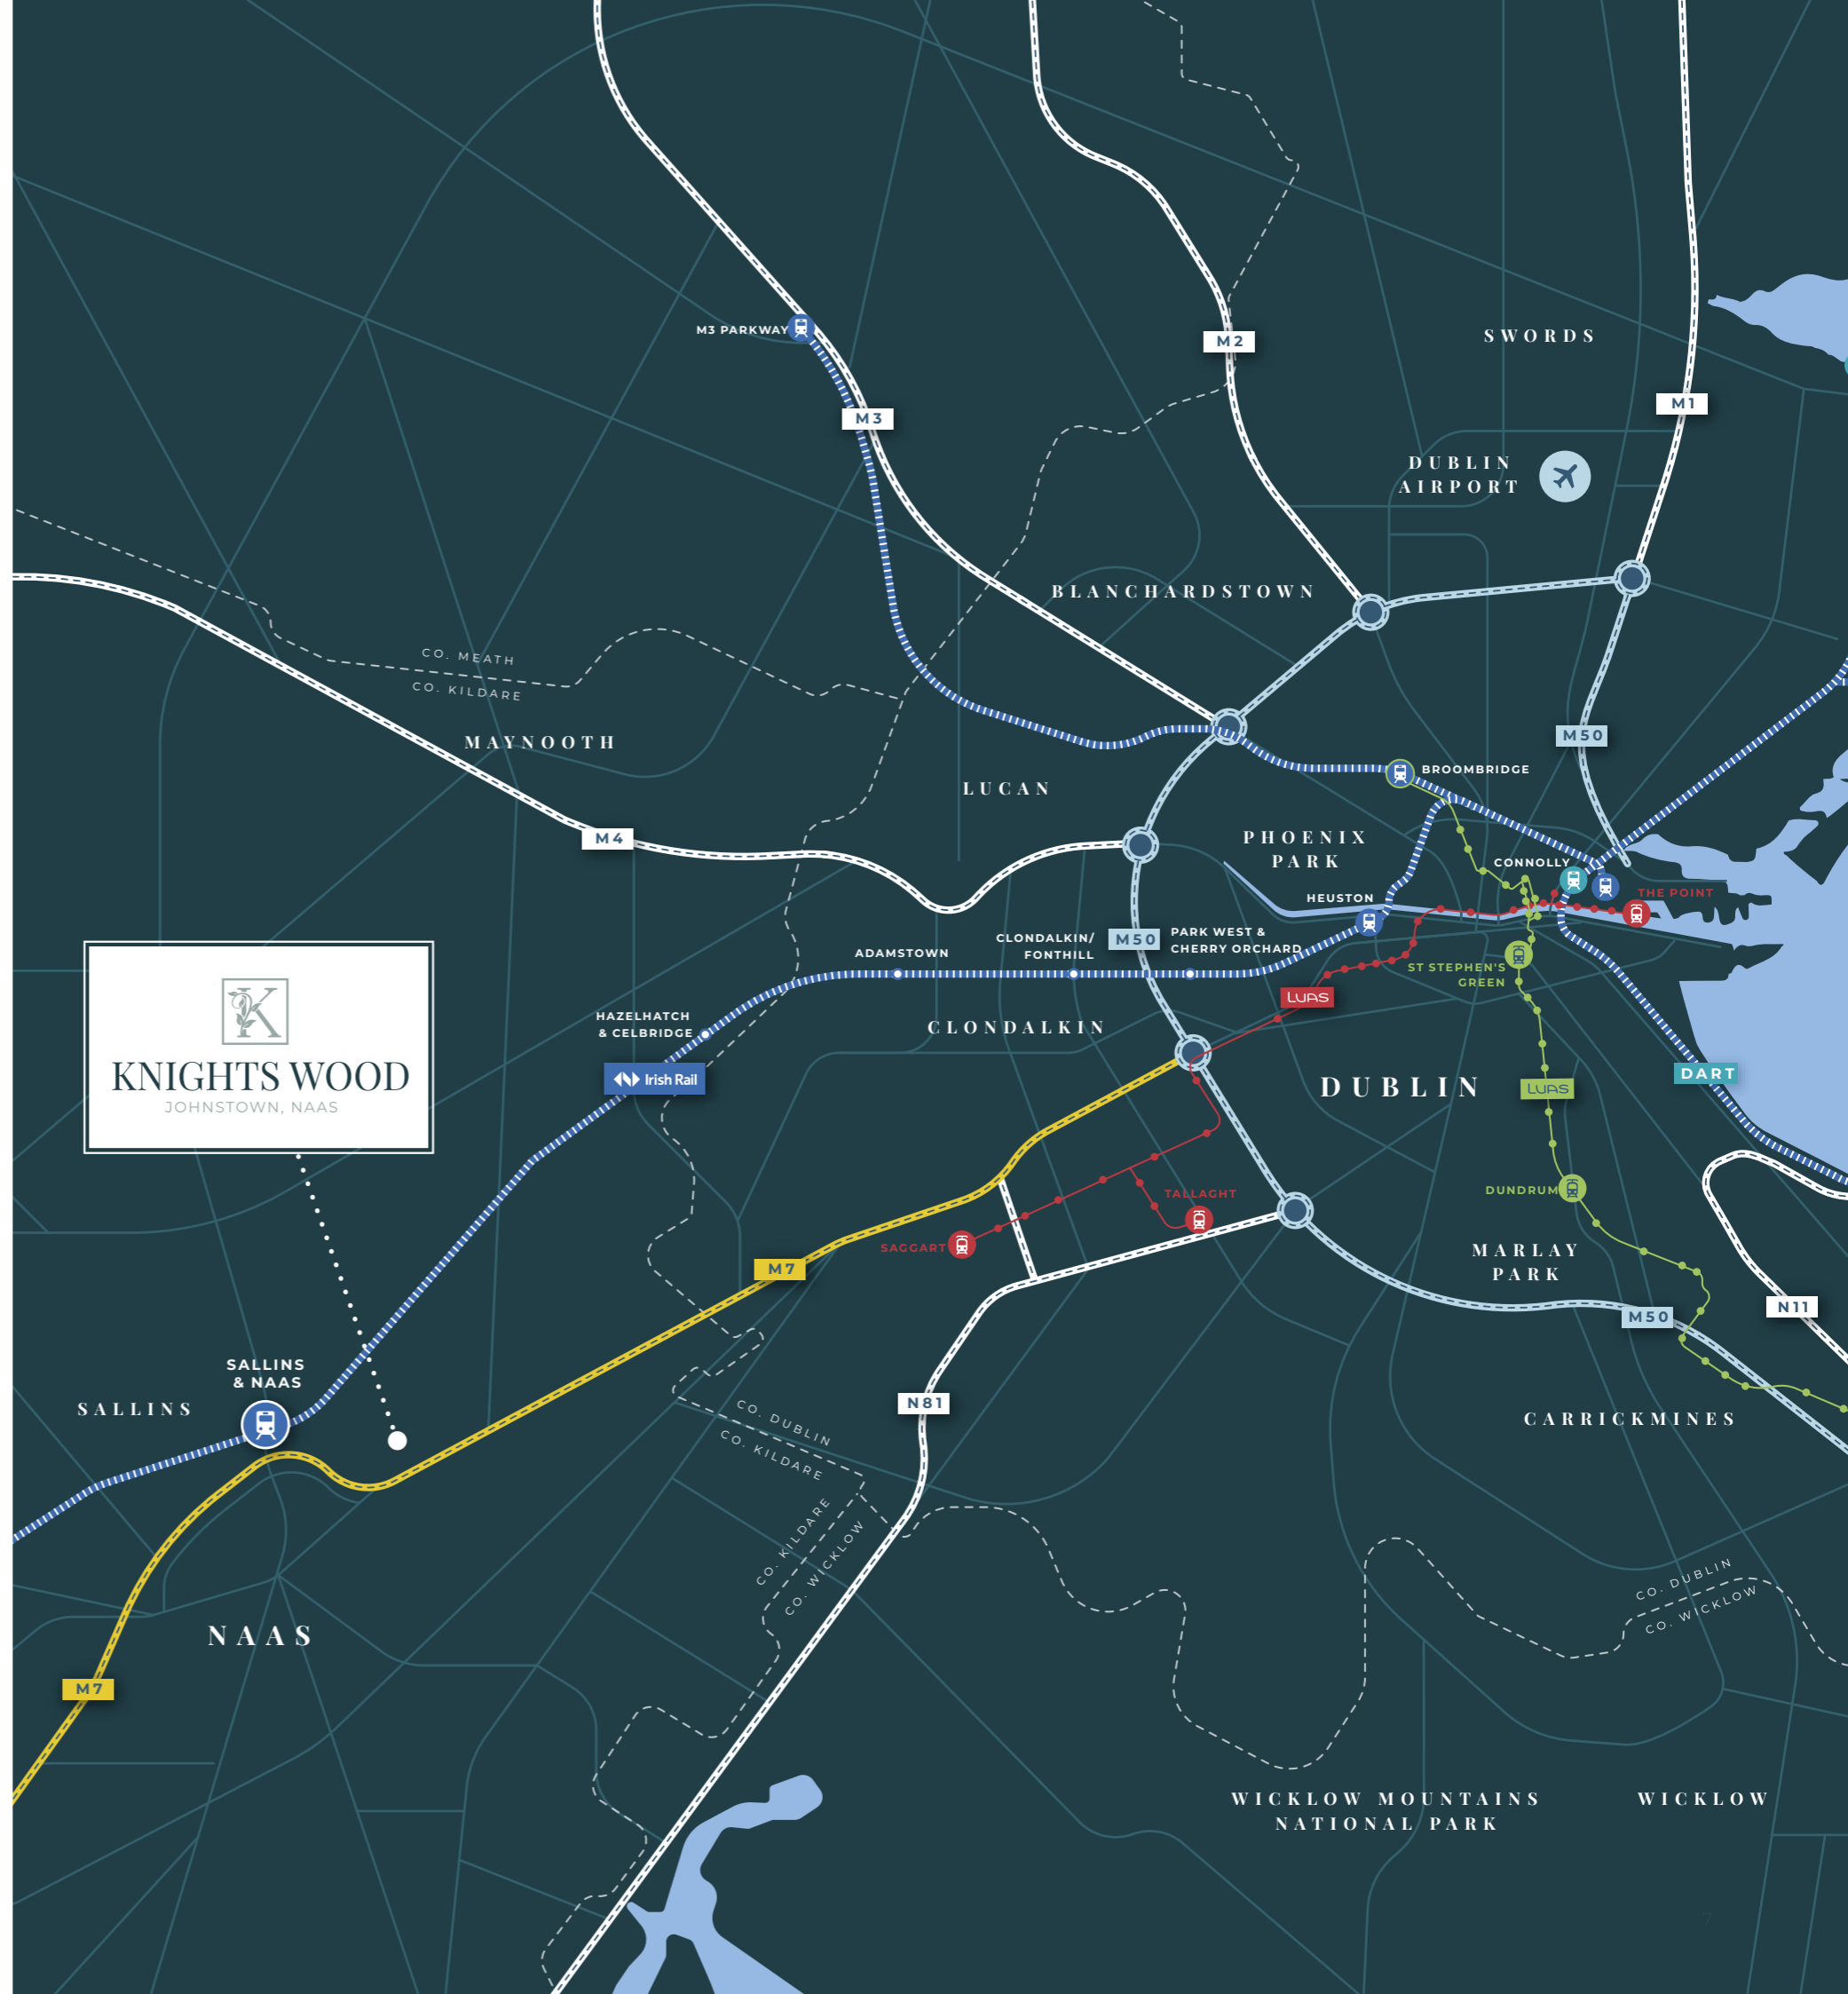 M3 PARKWAY
M2
SWORDS
M3
M1
DUBLIN
AIRPORT
BLANCHARDSTOWN
CO. MEATH
CO. KILDARE
MAYNOOTH
M50
BROOMBRIDGE
LUCAN
M4
PHOENIX
PARK
CONNOLLY
THE POINT
HEUSTON
ADAMSTOWN
CLONDALKIN/
FONTHILL
M50
PARK WEST &
CHERRY ORCHARD
ST STEPHEN'S
GREEN
LUAS
HAZELHATCH
& CELBRIDGE
CLONDALKIN
K
KNIGHTS WOOD
JOHNSTOWN, NAAS
Irish Rail
DUBLIN
LUAS
DART
TALLAGHT
DUNDRUM
SAGGART
M7
MARLAY
PARK
M50
N11
SALLINS
& NAAS
SALLINS
N81
CARRICKMINES
CO. DUBLIN
CO. KILDARE
CO. KILDARE
CO. WICKLOW
CO. DUBLIN
CO. WICKLOW
NAAS
M7
WICKLOW MOUNTAINS
NATIONAL PARK
WICKLOW
7